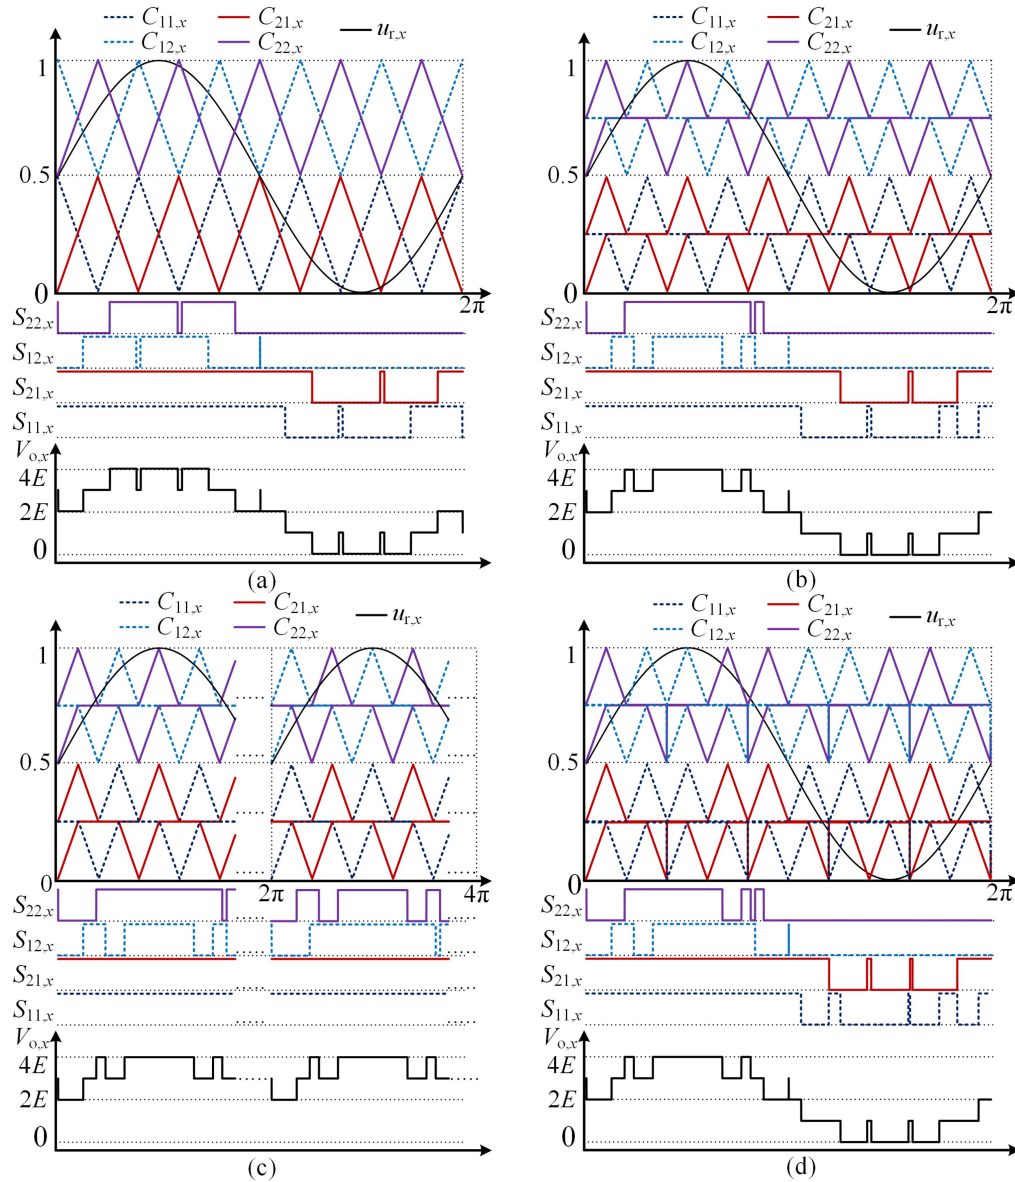 C11,x C21,x ur,x
C12,x C22,x
1
0.5
0
2π
S22,x
S12,x
S21,x
S11,x
Vo,x
4E
2E
0
(a)
C11,x C21,x ur,x
C12,x C22,x
1
0.5
0
2π
S22,x
S12,x
S21,x
S11,x
Vo,x
4E
2E
0
(b)
C11,x C21,x ur,x
C12,x C22,x
1
0.5
0
2π 4π
S22,x
S12,x
S21,x
S11,x
Vo,x
4E
2E
0
(c)
C11,x C21,x ur,x
C12,x C22,x
1
0.5
0
2π
S22,x
S12,x
S21,x
S11,x
Vo,x
4E
2E
0
(d)